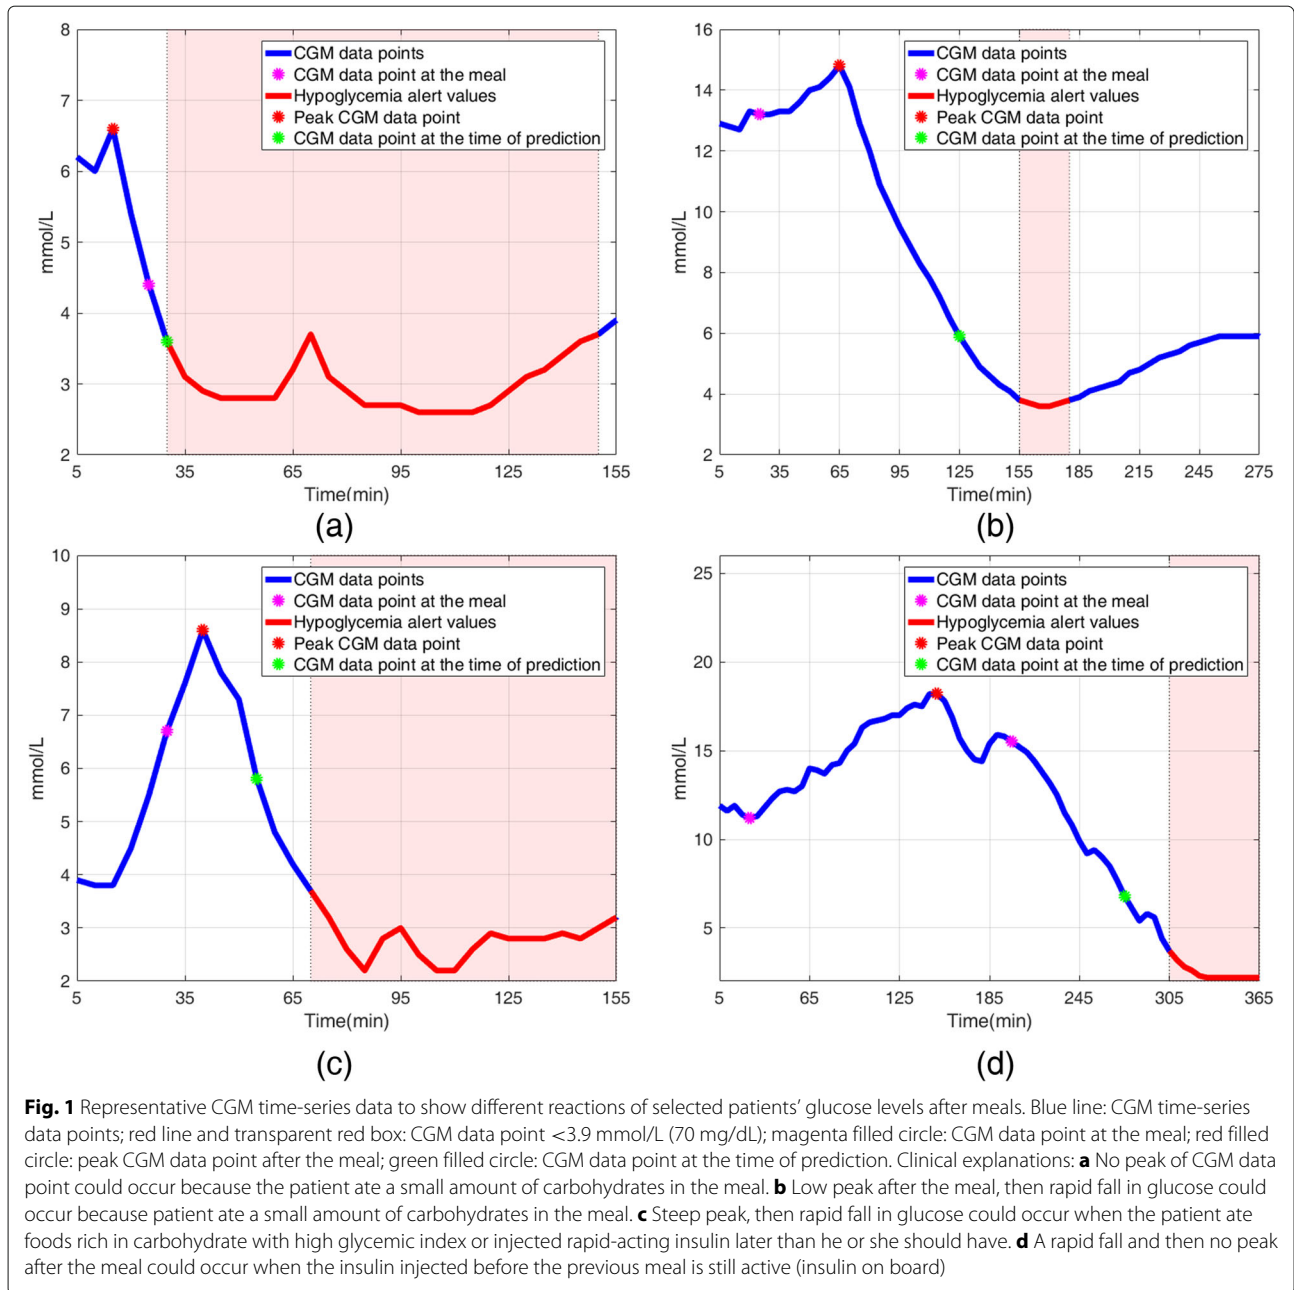 8
7
6
5
4
3
2
mmol/L
CGM data points
CGM data point at the meal
Hypoglycemia alert values
Peak CGM data point
CGM data point at the time of prediction
5 35 65 95 125 155
Time(min)
(a)
16
14
12
10
8
6
4
2
mmol/L
CGM data points
CGM data point at the meal
Hypoglycemia alert values
Peak CGM data point
CGM data point at the time of prediction
5 35 65 95 125 155 185 215 245 275
Time(min)
(b)
10
9
8
7
6
5
4
3
2
mmol/L
CGM data points
CGM data point at the meal
Hypoglycemia alert values
Peak CGM data point
CGM data point at the time of prediction
5 35 65 95 125 155
Time(min)
(c)
25
20
15
10
5
mmol/L
CGM data points
CGM data point at the meal
Hypoglycemia alert values
Peak CGM data point
CGM data point at the time of prediction
5 65 125 185 245 305 365
Time(min)
(d)
Fig. 1 Representative CGM time-series data to show different reactions of selected patients' glucose levels after meals. Blue line: CGM time-series
data points; red line and transparent red box: CGM data point <3.9 mmol/L (70 mg/dL); magenta filled circle: CGM data point at the meal; red filled
circle: peak CGM data point after the meal; green filled circle: CGM data point at the time of prediction. Clinical explanations: a No peak of CGM data
point could occur because the patient ate a small amount of carbohydrates in the meal. b Low peak after the meal, then rapid fall in glucose could
occur because patient ate a small amount of carbohydrates in the meal. c Steep peak, then rapid fall in glucose could occur when the patient ate
foods rich in carbohydrate with high glycemic index or injected rapid-acting insulin later than he or she should have. d A rapid fall and then no peak
after the meal could occur when the insulin injected before the previous meal is still active (insulin on board)